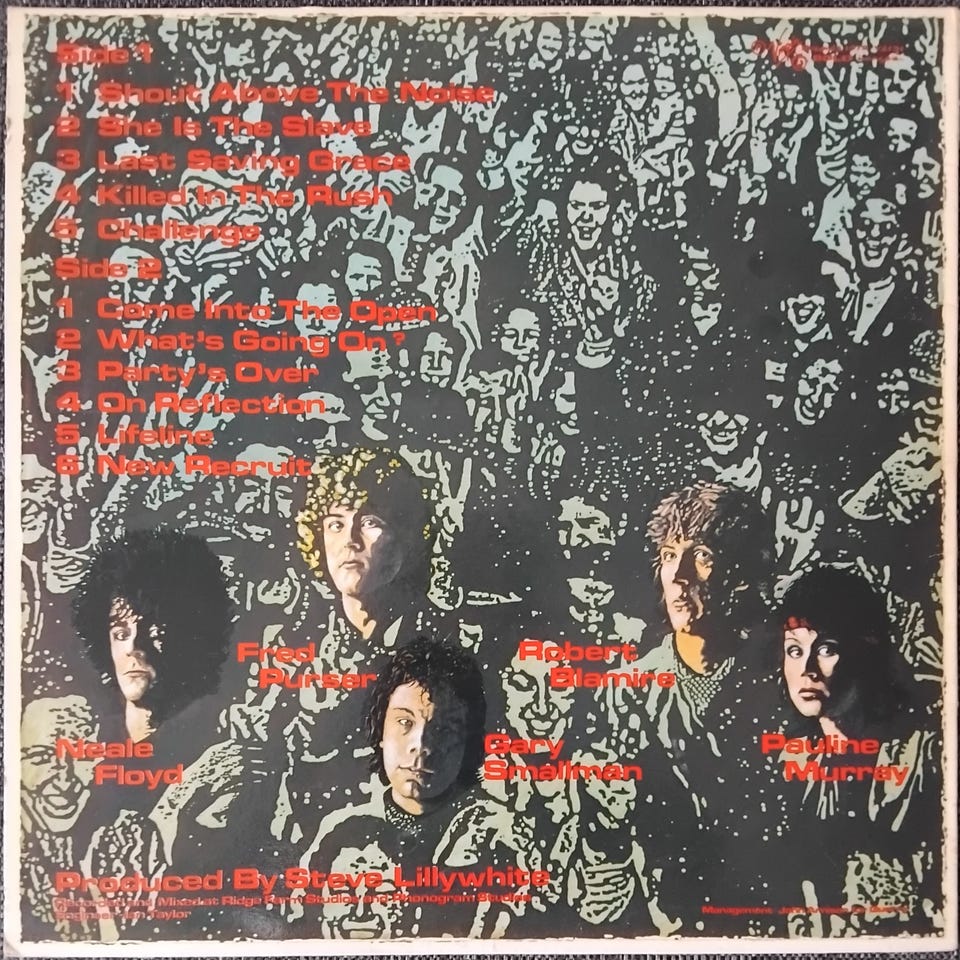 Side 1
1 Shout Above The Noise
2 She Is The Slave
3 Last Saving Grace
4 Killed In The Rush
5 Challenge
Side 2
1 Come Into The Open
2 What's Going On?
3 Party's Over
4 On Reflection
5 Lifeline
6 New Recruit
Fred
Purser
Robert
Blamire
Neale
Floyd
Gary
Smallman
Pauline
Murray
Produced By Steve Lillywhite
Recorded and Mixed at Ridge Farm Studios and Phonogram Studios
Engineer Ian Taylor
Management